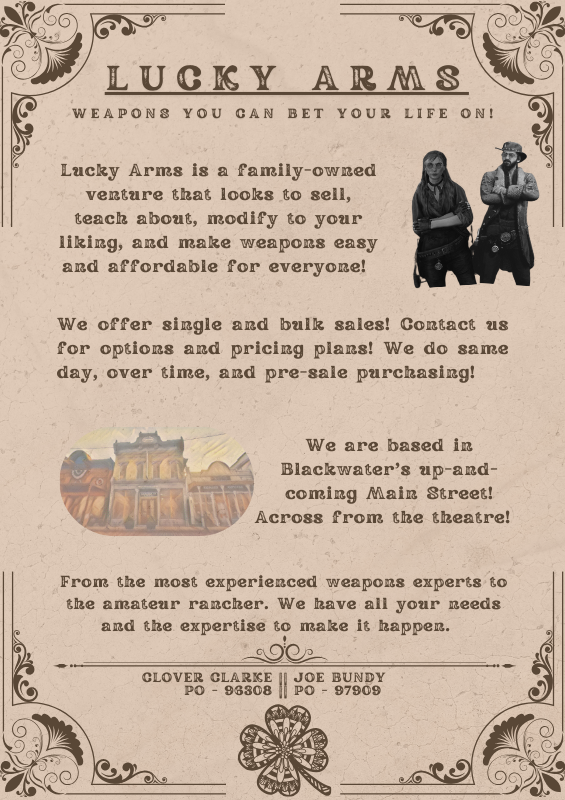 LUCKY ARMS
WEAPONS YOU CAN BET YOUR LIFE ON!
Lucky Arms is a family-owned
venture that looks to sell,
teach about, modify to your
liking, and make weapons easy
and affordable for everyone!
We offer single and bulk sales! Contact us
for options and pricing plans! We do same
day, over time, and pre-sale purchasing!
We are based in
Blackwater's up-and-
coming Main Street!
Across from the theatre!
From the most experienced weapons experts to
the amateur rancher. We have all your needs
and the expertise to make it happen.
CLOVER CLARKE || JOE BUNDY
PO - 96308 || PO - 97909